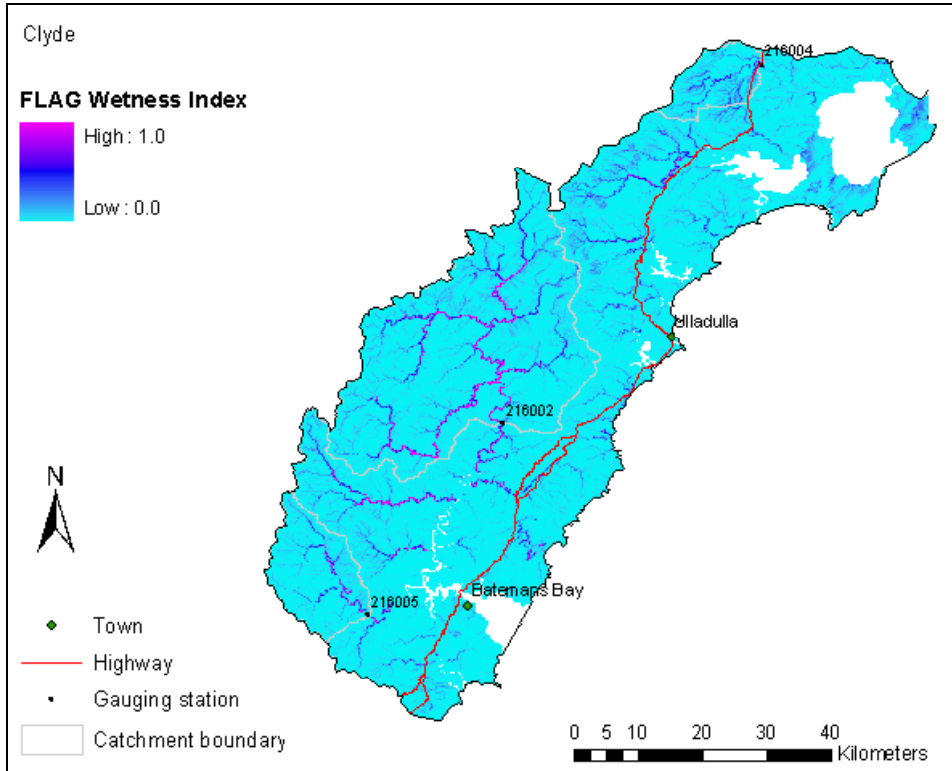 Clyde
FLAG Wetness Index
High : 1.0
Low : 0.0
216004
Ulladulla
216002
216005
Batemans Bay
N
Town
Highway
Gauging station
Catchment boundary
0 5 10 20 30 40
Kilometers